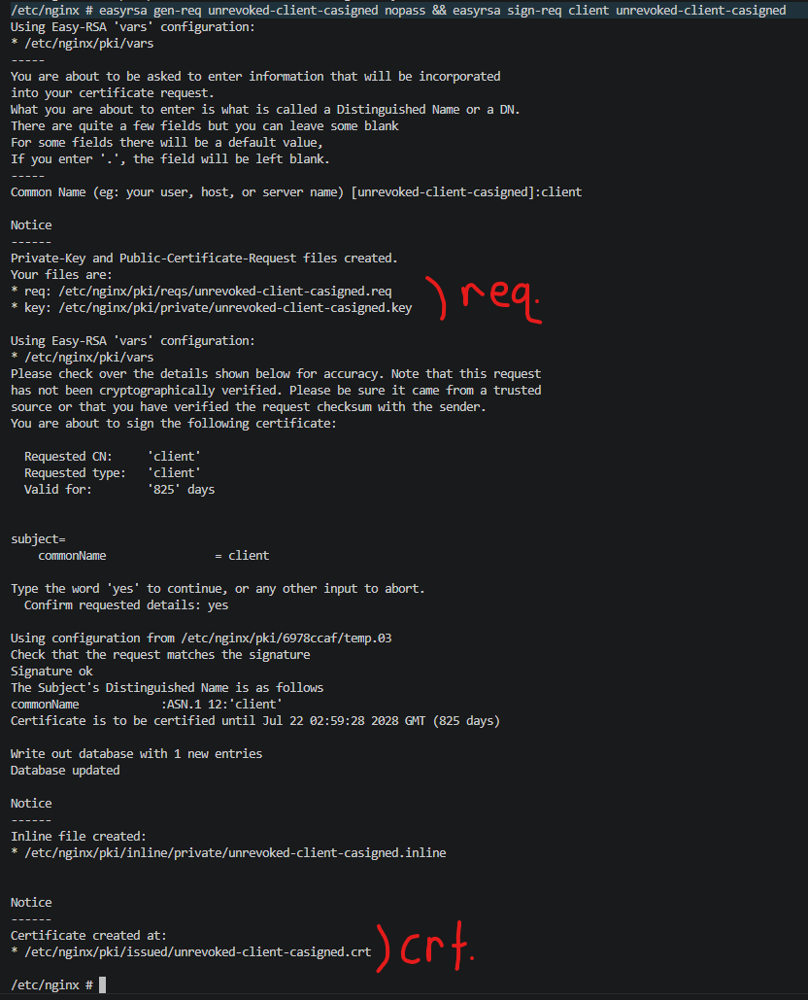 /etc/nginx # easyrsa gen-req unrevoked-client-casigned nopass && easyrsa sign-req client unrevoked-client-casigned
Using Easy-RSA 'vars' configuration:
* /etc/nginx/pki/vars
-----
You are about to be asked to enter information that will be incorporated
into your certificate request.
What you are about to enter is what is called a Distinguished Name or a DN.
There are quite a few fields but you can leave some blank
For some fields there will be a default value,
If you enter '.', the field will be left blank.
-----
Common Name (eg: your user, host, or server name) [unrevoked-client-casigned]:client

Notice
------
Private-Key and Public-Certificate-Request files created.
Your files are:
* req: /etc/nginx/pki/reqs/unrevoked-client-casigned.req
* key: /etc/nginx/pki/private/unrevoked-client-casigned.key
) req.

Using Easy-RSA 'vars' configuration:
* /etc/nginx/pki/vars
Please check over the details shown below for accuracy. Note that this request
has not been cryptographically verified. Please be sure it came from a trusted
source or that you have verified the request checksum with the sender.
You are about to sign the following certificate:

  Requested CN:     'client'
  Requested type:   'client'
  Valid for:        '825' days


subject=
    commonName                = client

Type the word 'yes' to continue, or any other input to abort.
  Confirm requested details: yes

Using configuration from /etc/nginx/pki/6978ccaf/temp.03
Check that the request matches the signature
Signature ok
The Subject's Distinguished Name is as follows
commonName            :ASN.1 12:'client'
Certificate is to be certified until Jul 22 02:59:28 2028 GMT (825 days)

Write out database with 1 new entries
Database updated

Notice
------
Inline file created:
* /etc/nginx/pki/inline/private/unrevoked-client-casigned.inline


Notice
------
Certificate created at:
* /etc/nginx/pki/issued/unrevoked-client-casigned.crt
) crt.

/etc/nginx #